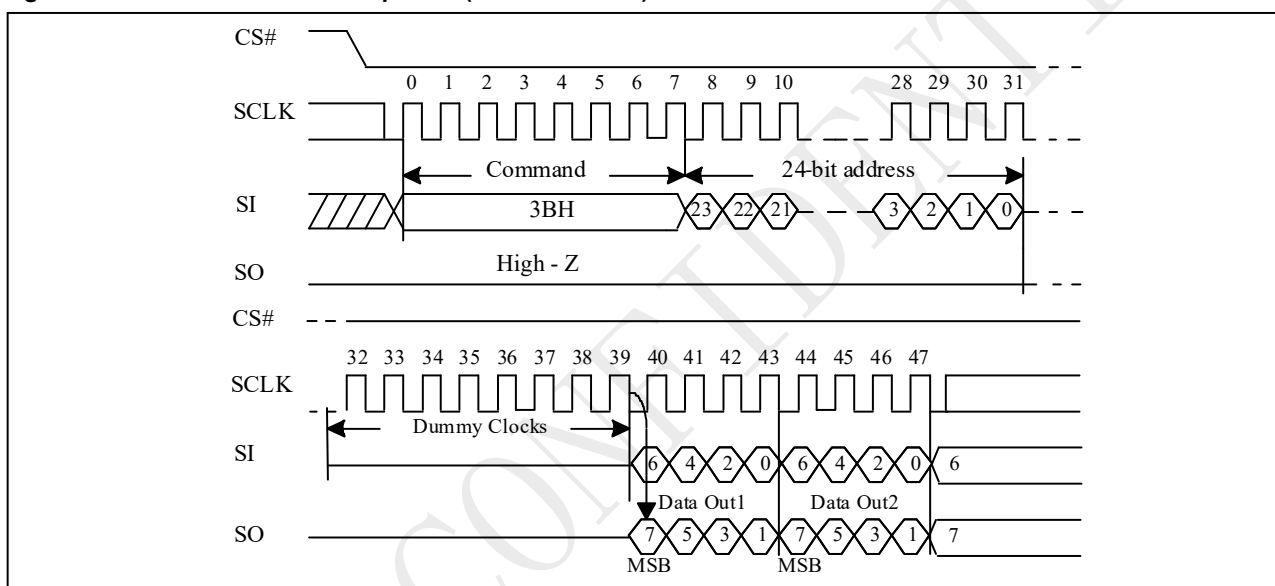 CS#
0 1 2 3 4 5 6 7 8 9 10 28 29 30 31
SCLK
Command 24-bit address
SI 3BH 23 22 21 3 2 1 0
High - Z
SO
CS#
32 33 34 35 36 37 38 39 40 41 42 43 44 45 46 47
SCLK
Dummy Clocks
SI 6 4 2 0 6 4 2 0 6
Data Out1 Data Out2
SO 7 5 3 1 7 5 3 1 7
MSB MSB
CONFIDENT